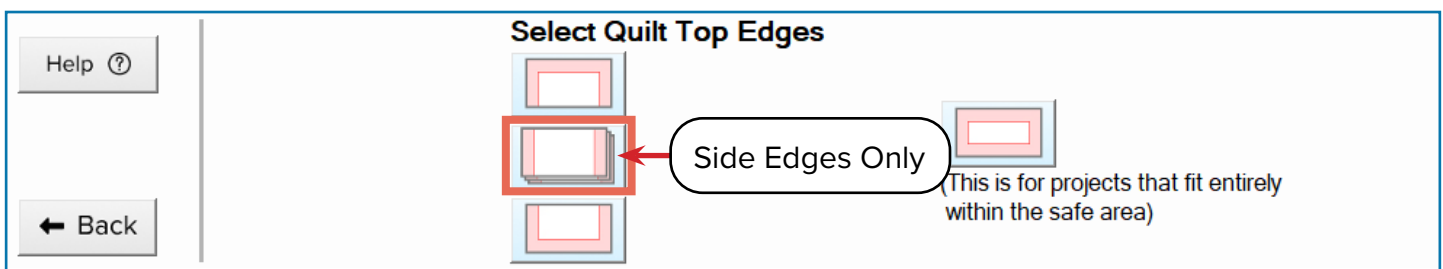 Select Quilt Top Edges
Help ?
Side Edges Only
(This is for projects that fit entirely
within the safe area)
Back